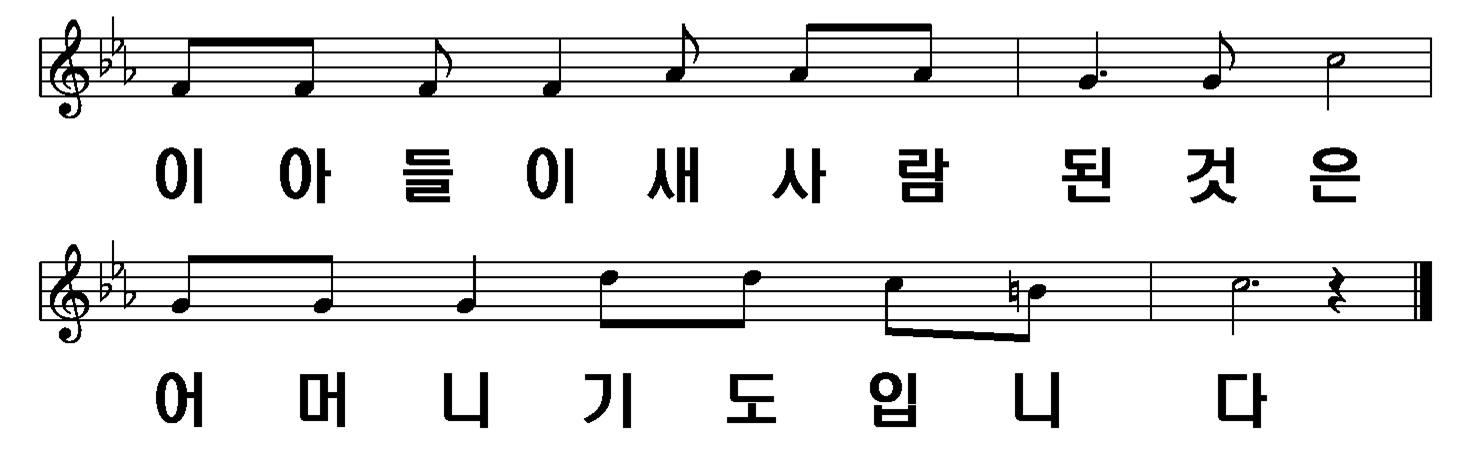 이 아 들 이 새 사 람 된 것 은
어 머 니 기 도 입 니 다